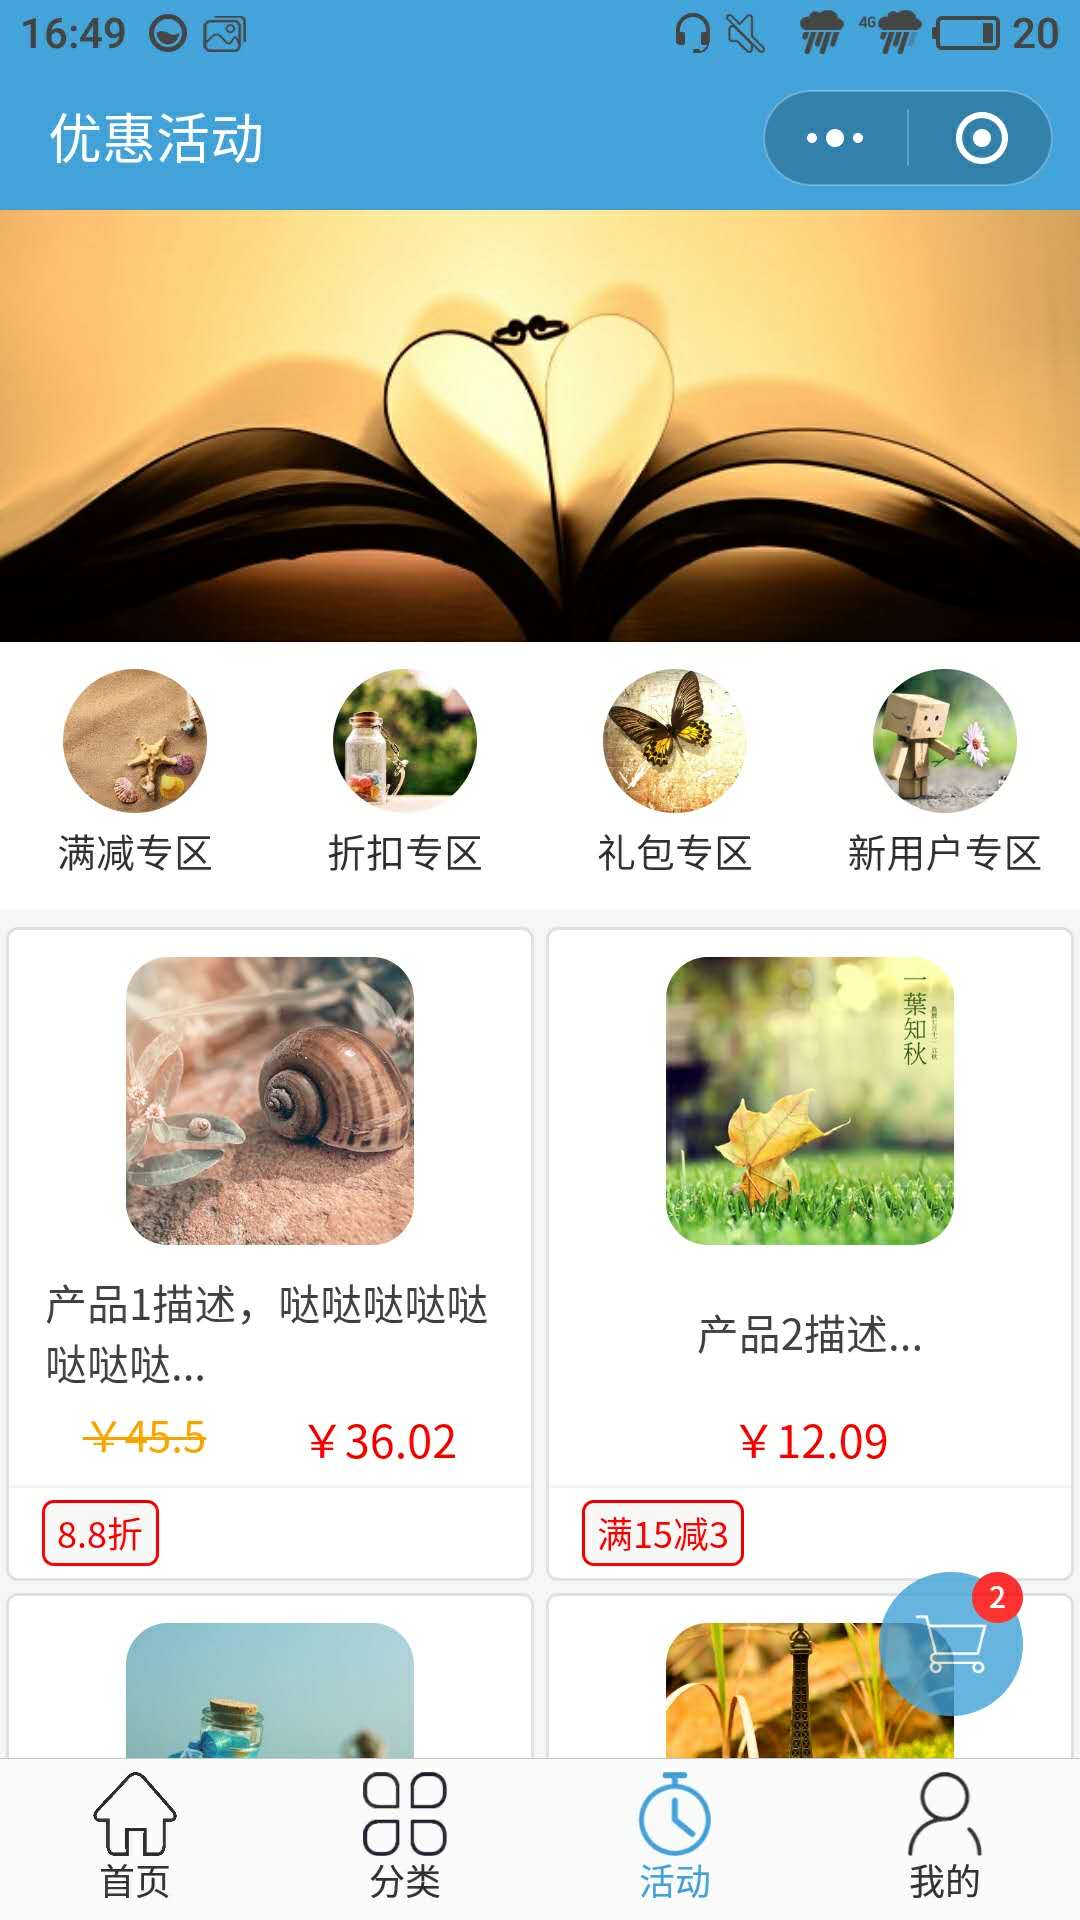 16:49
4G
20
优惠活动
满减专区
折扣专区
礼包专区
新用户专区
一葉知秋
产品1描述，哒哒哒哒哒
哒哒哒...
¥45.5
¥36.02
8.8折
产品2描述...
¥12.09
满15减3
2
首页
分类
活动
我的